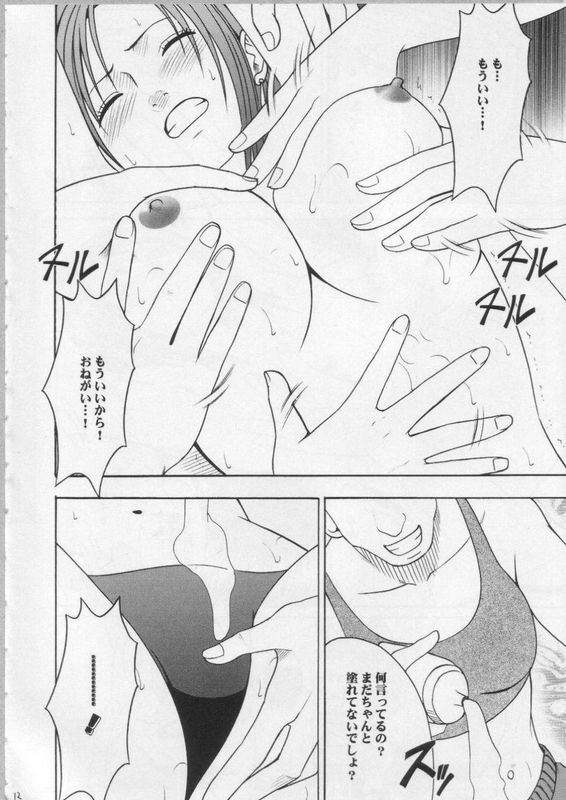 も…
もういい…！
ヌル
ヌル
ヌル
もういいから！
おねがい…！
何言ってるの？
まだちゃんと
塗れてないでしょ？
ズッ
…………！
12